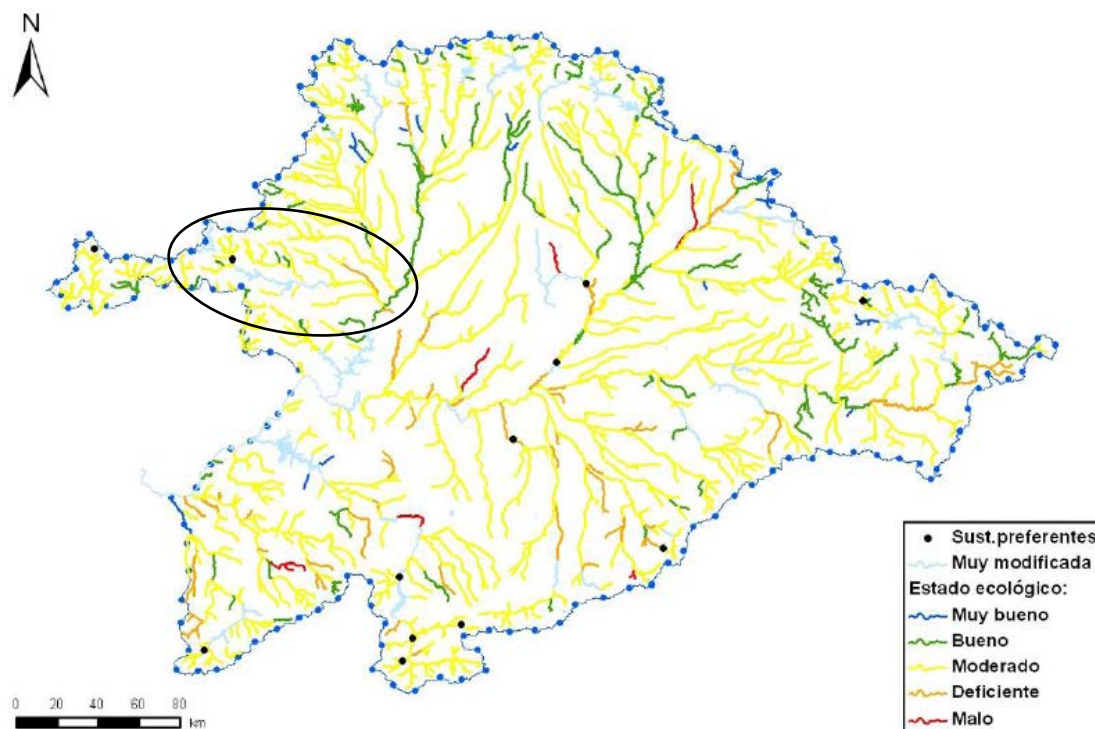 N
Sust.preferentes
Muy modificada
Estado ecológico:
Muy bueno
Bueno
Moderado
Deficiente
Malo
0 20 40 60 80
km